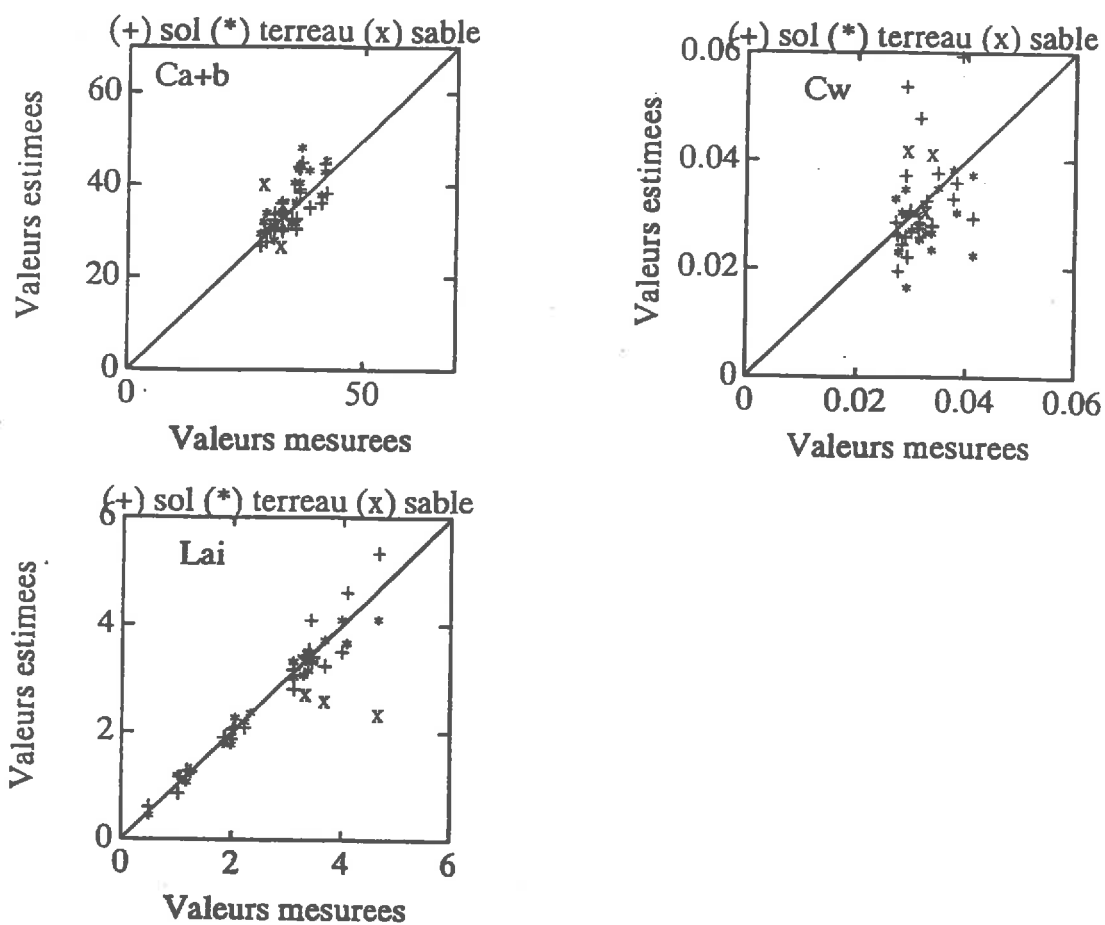 (+) sol (*) terreau (x) sable
Ca+b
60
40
20
0
0
50
Valeurs estimees
Valeurs mesurees
(+) sol (*) terreau (x) sable
Cw
0.06
0.04
0.02
0
0
0.02
0.04
0.06
Valeurs estimees
Valeurs mesurees
(+) sol (*) terreau (x) sable
Lai
6
4
2
0
0
2
4
6
Valeurs estimees
Valeurs mesurees